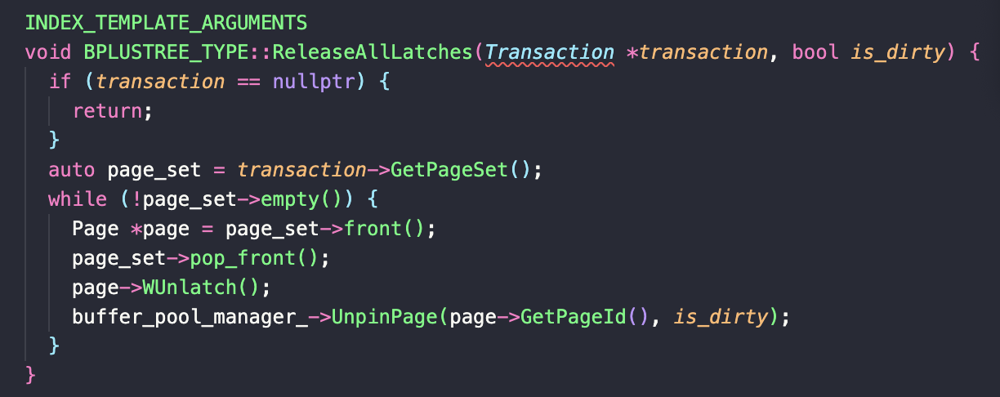 INDEX_TEMPLATE_ARGUMENTS
void BPLUSTREE_TYPE::ReleaseAllLatches(Transaction *transaction, bool is_dirty) {
  if (transaction == nullptr) {
    return;
  }
  auto page_set = transaction->GetPageSet();
  while (!page_set->empty()) {
    Page *page = page_set->front();
    page_set->pop_front();
    page->WUnlatch();
    buffer_pool_manager_->UnpinPage(page->GetPageId(), is_dirty);
  }
}